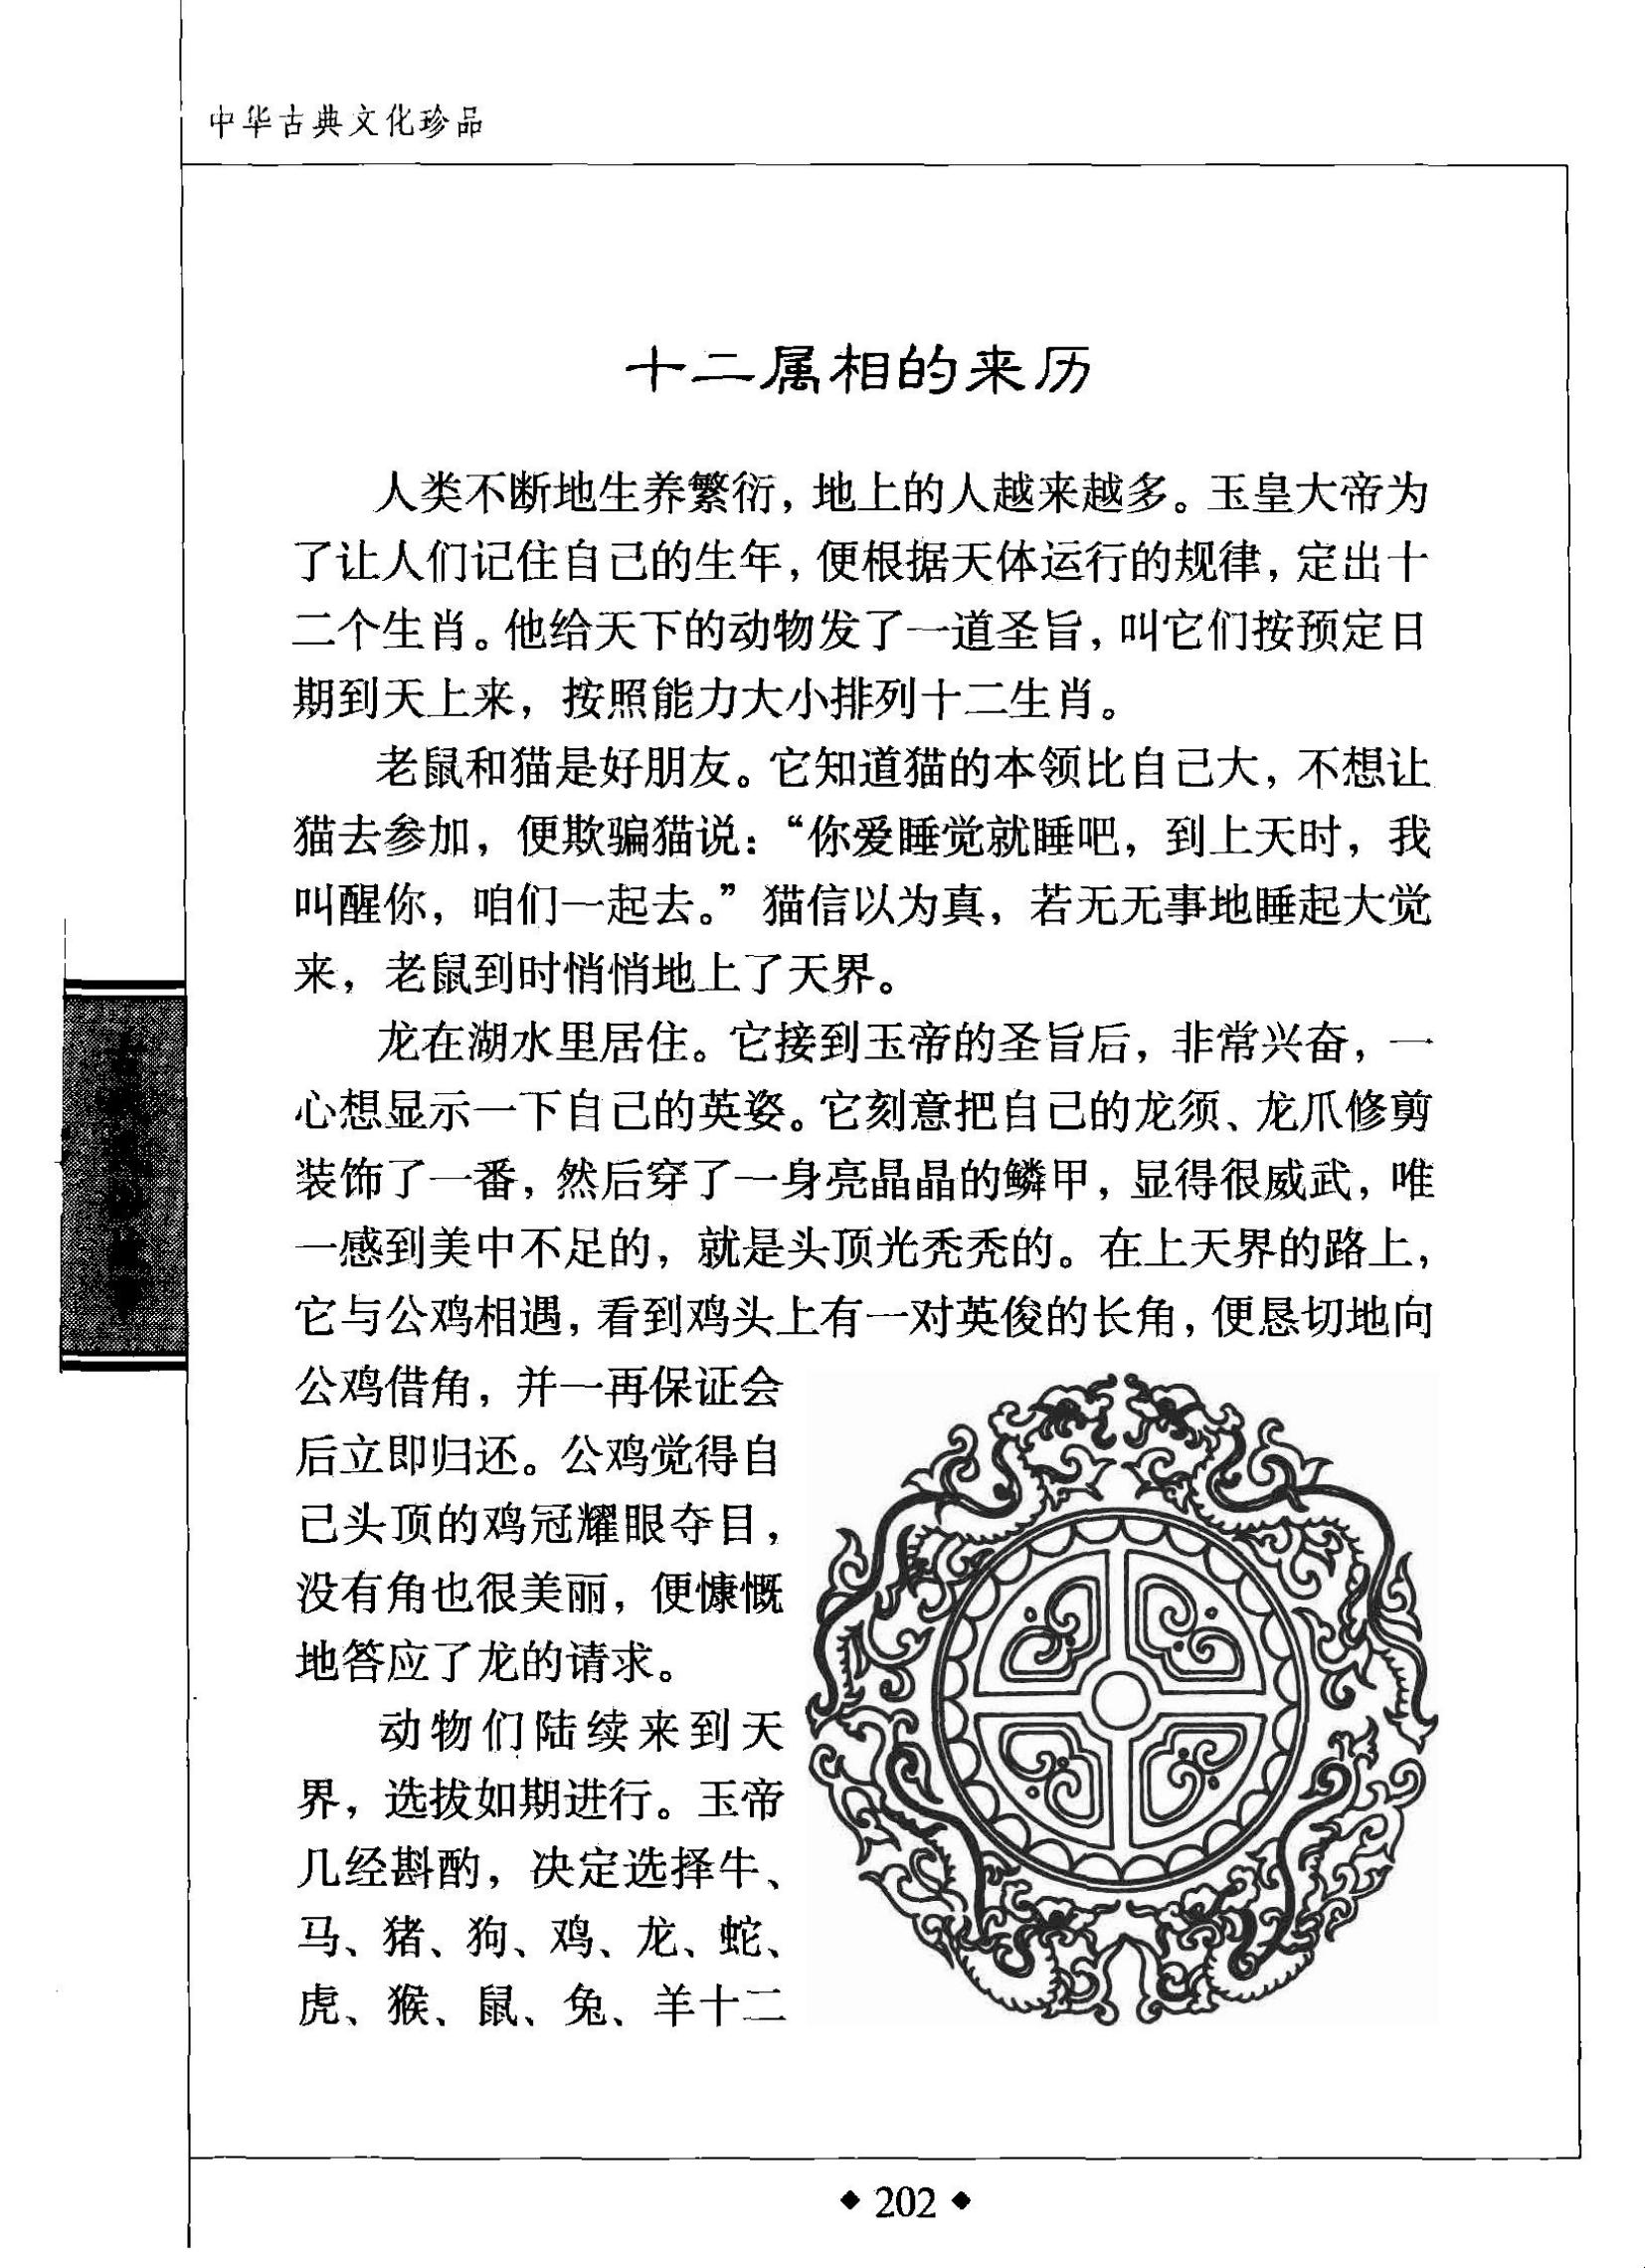 中华古典文化珍品
十二属相的来历
人类不断地生养繁衍，地上的人越来越多。玉皇大帝为
了让人们记住自己的生年，便根据天体运行的规律，定出十
二个生肖。他给天下的动物发了一道圣旨，叫它们按预定日
期到天上来，按照能力大小排列十二生肖。
老鼠和猫是好朋友。它知道猫的本领比自己大，不想让
猫去参加，便欺骗猫说：“你爱睡觉就睡吧，到上天时，我
叫醒你，咱们一起去。”猫信以为真，若无无事地睡起大觉
来，老鼠到时悄悄地上了天界。
龙在湖水里居住。它接到玉帝的圣旨后，非常兴奋，一
心想显示一下自己的英姿。它刻意把自己的龙须、龙爪修剪
装饰了一番，然后穿了一身亮晶晶的鳞甲，显得很威武，唯
一感到美中不足的，就是头顶光秃秃的。在上天界的路上，
它与公鸡相遇，看到鸡头上有一对英俊的长角，便恳切地向
公鸡借角，并一再保证会
后立即归还。公鸡觉得自
己头顶的鸡冠耀眼夺目，
没有角也很美丽，便慷慨
地答应了龙的请求。
动物们陆续来到天
界，选拔如期进行。玉帝
几经斟酌，决定选择牛、
马、猪、狗、鸡、龙、蛇、
虎、猴、鼠、兔、羊十二
◆ 202 ◆